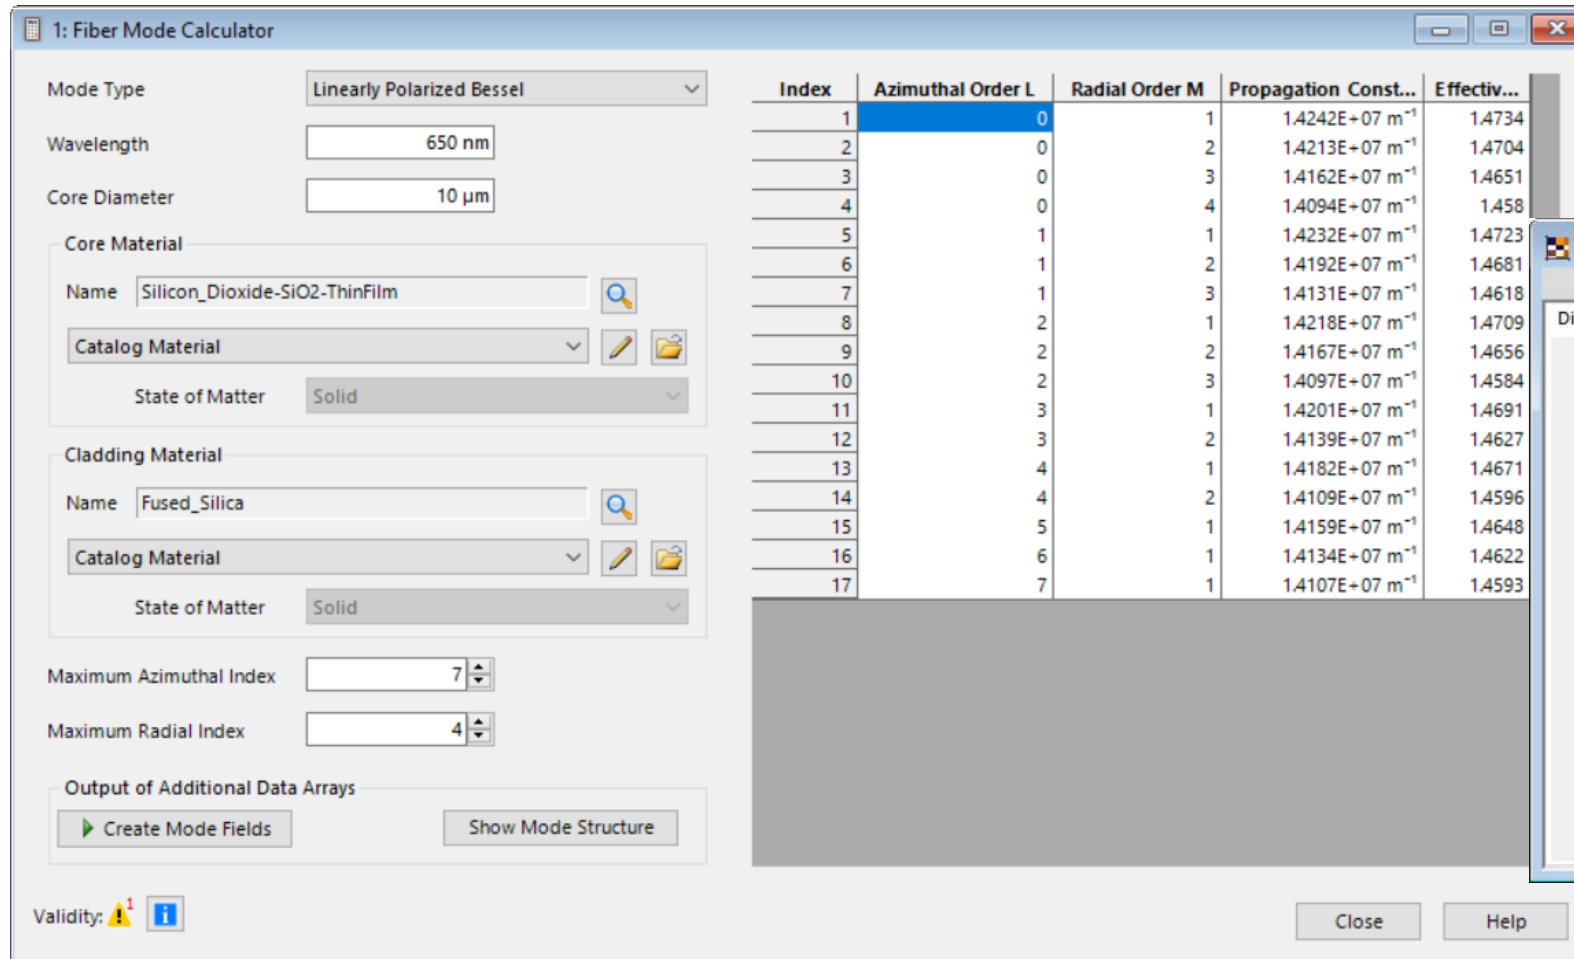 1: Fiber Mode Calculator
Mode Type Linearly Polarized Bessel
Wavelength 650 nm
Core Diameter 10 µm
Core Material
Name Silicon_Dioxide-SiO2-ThinFilm
Catalog Material
State of Matter Solid
Cladding Material
Name Fused_Silica
Catalog Material
State of Matter Solid
Maximum Azimuthal Index 7
Maximum Radial Index 4
Output of Additional Data Arrays
Create Mode Fields Show Mode Structure
Validity: 1
Index Azimuthal Order L Radial Order M Propagation Const... Effectiv...
1 0 1 1.4242E+07 m⁻¹ 1.4734
2 0 2 1.4213E+07 m⁻¹ 1.4704
3 0 3 1.4162E+07 m⁻¹ 1.4651
4 0 4 1.4094E+07 m⁻¹ 1.458
5 1 1 1.4232E+07 m⁻¹ 1.4723
6 1 2 1.4192E+07 m⁻¹ 1.4681
7 1 3 1.4131E+07 m⁻¹ 1.4618
8 2 1 1.4218E+07 m⁻¹ 1.4709
9 2 2 1.4167E+07 m⁻¹ 1.4656
10 2 3 1.4097E+07 m⁻¹ 1.4584
11 3 1 1.4201E+07 m⁻¹ 1.4691
12 3 2 1.4139E+07 m⁻¹ 1.4627
13 4 1 1.4182E+07 m⁻¹ 1.4671
14 4 2 1.4109E+07 m⁻¹ 1.4596
15 5 1 1.4159E+07 m⁻¹ 1.4648
16 6 1 1.4134E+07 m⁻¹ 1.4622
17 7 1 1.4107E+07 m⁻¹ 1.4593
Di
Close Help